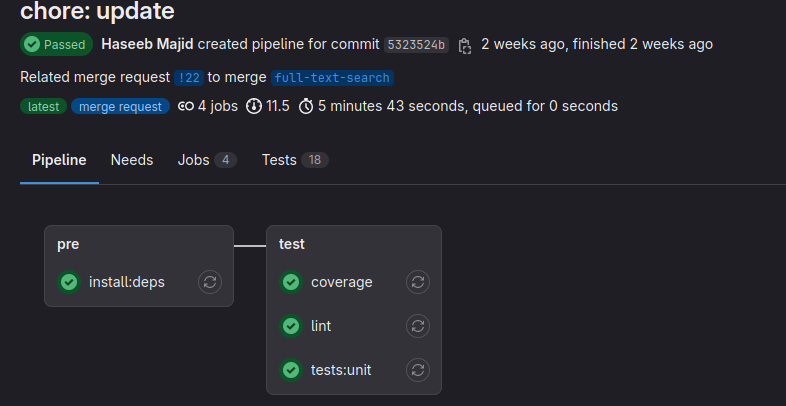 chore: update
Passed Haseeb Majid created pipeline for commit 5323524b 2 weeks ago, finished 2 weeks ago
Related merge request !22 to merge full-text-search
latest merge request 4 jobs 11.5 5 minutes 43 seconds, queued for 0 seconds
Pipeline Needs Jobs 4 Tests 18
pre
install:deps
test
coverage
lint
tests:unit